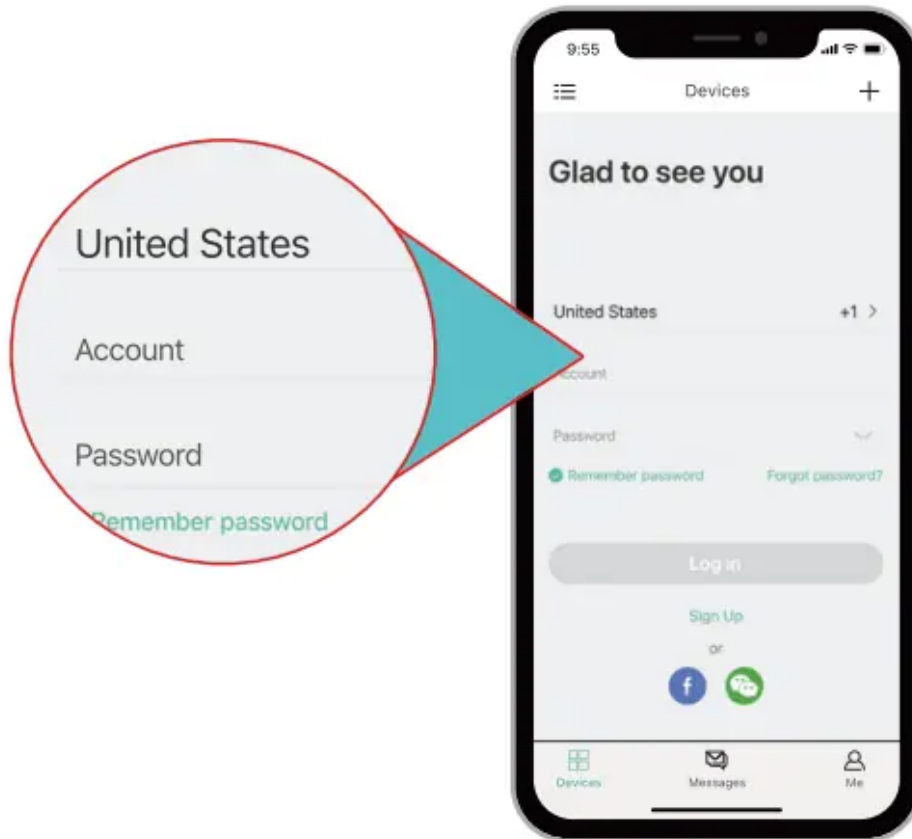 United States
Account
Password
Remember password
9:55
Devices
Glad to see you
United States +1 >
Account
Password
Remember password Forgot password?
Log in
Sign Up
or
f
Devices Messages Me